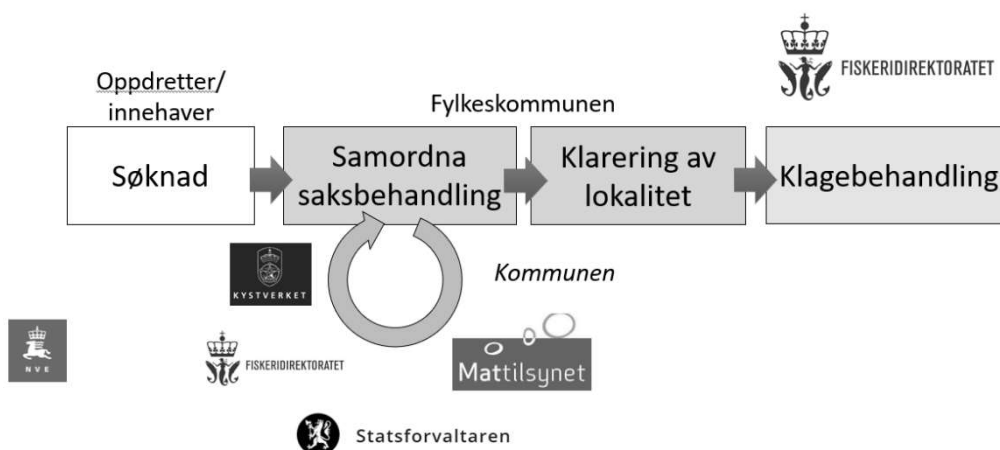 FISKERIDIREKTORATET
Oppdretter/
innehaver
Fylkeskommunen
Søknad
Samordna
saksbehandling
Klarering av
lokalitet
Klagebehandling
KYSTVERKET
Kommunen
NVE
FISKERIDIREKTORATET
Mattilsynet
Statsforvaltaren